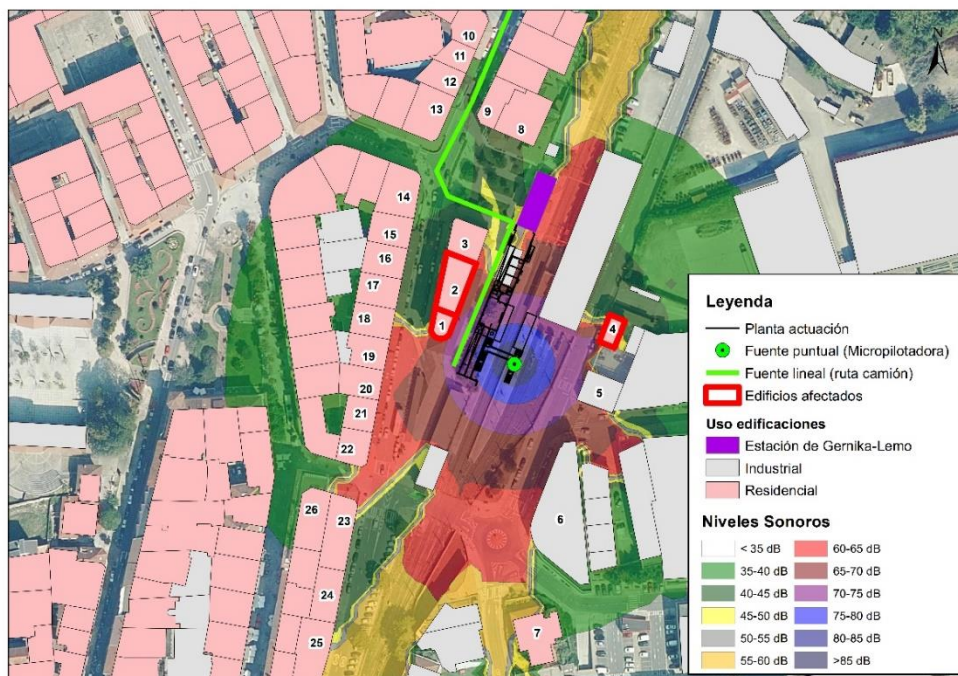 10
11
12
13
9
8
14
15
3
16
2
17
1
18
4
19
5
20
21
22
26
23
6
24
25
7
N
Leyenda
Planta actuación
Fuente puntual (Micropilotadora)
Fuente lineal (ruta camión)
Edificios afectados
Uso edificaciones
Estación de Gernika-Lemo
Industrial
Residencial
Niveles Sonoros
< 35 dB
60-65 dB
35-40 dB
65-70 dB
40-45 dB
70-75 dB
45-50 dB
75-80 dB
50-55 dB
80-85 dB
55-60 dB
>85 dB